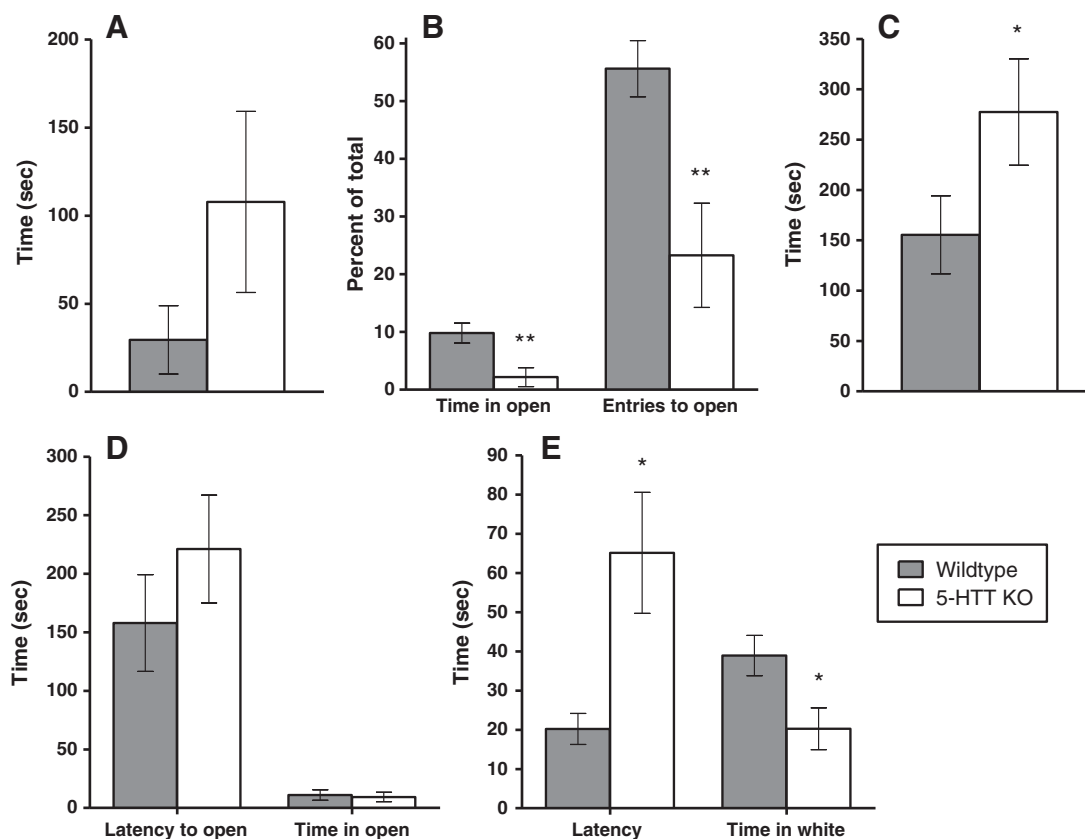 A
Time (sec)
200
150
100
50
0
B
Percent of total
60
50
40
30
20
10
0
**
**
Time in open
Entries to open
C
Time (sec)
350
300
250
200
150
100
50
0
*
D
Time (sec)
300
250
200
150
100
50
0
Latency to open
Time in open
E
Time (sec)
90
80
70
60
50
40
30
20
10
0
*
*
Latency
Time in white
Wildtype
5-HTT KO